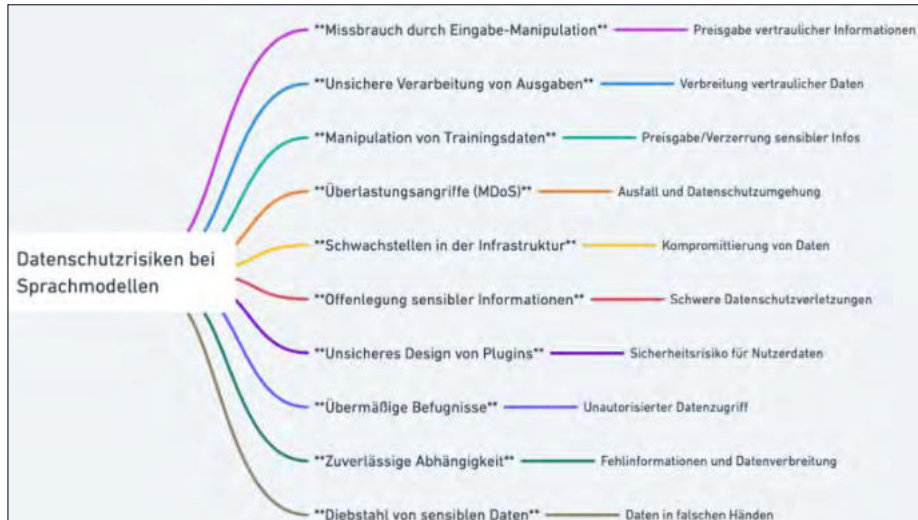 **Missbrauch durch Eingabe-Manipulation** Preisgabe vertraulicher Informationen
**Unsichere Verarbeitung von Ausgaben** Verbreitung vertraulicher Daten
**Manipulation von Trainingsdaten** Preisgabe/Verzerrung sensibler Infos
**Überlastungsangriffe (MDoS)** Ausfall und Datenschutzumgehung
Datenschutzrisiken bei
Sprachmodellen
**Schwachstellen in der Infrastruktur** Kompromittierung von Daten
**Offenlegung sensibler Informationen** Schwere Datenschutzverletzungen
**Unsicheres Design von Plugins** Sicherheitsrisiko für Nutzerdaten
**Übermäßige Befugnisse** Unautorisierter Datenzugriff
**Zuverlässige Abhängigkeit** Fehlinformationen und Datenverbreitung
**Diebstahl von sensiblen Daten** Daten in falschen Händen